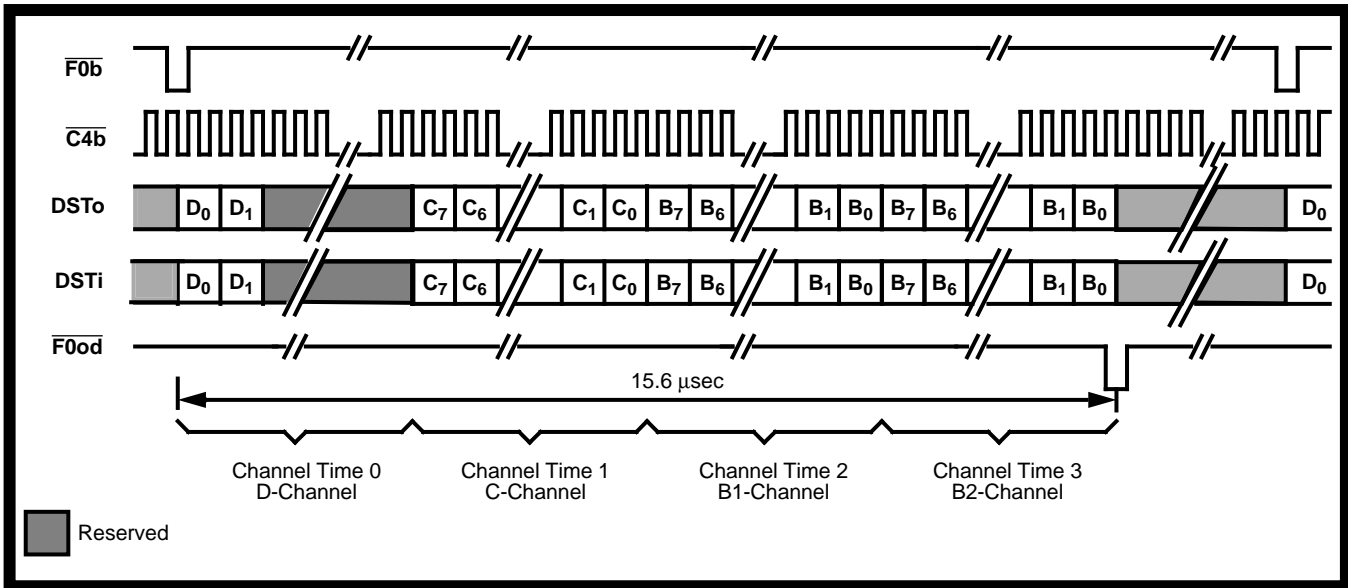 F0b
C4b
DSTo D₀ D₁ C₇ C₆ C₁ C₀ B₇ B₆ B₁ B₀ B₇ B₆ B₁ B₀ D₀
DSTi D₀ D₁ C₇ C₆ C₁ C₀ B₇ B₆ B₁ B₀ B₇ B₆ B₁ B₀ D₀
F0od
15.6 µsec
Channel Time 0
D-Channel
Channel Time 1
C-Channel
Channel Time 2
B1-Channel
Channel Time 3
B2-Channel
Reserved